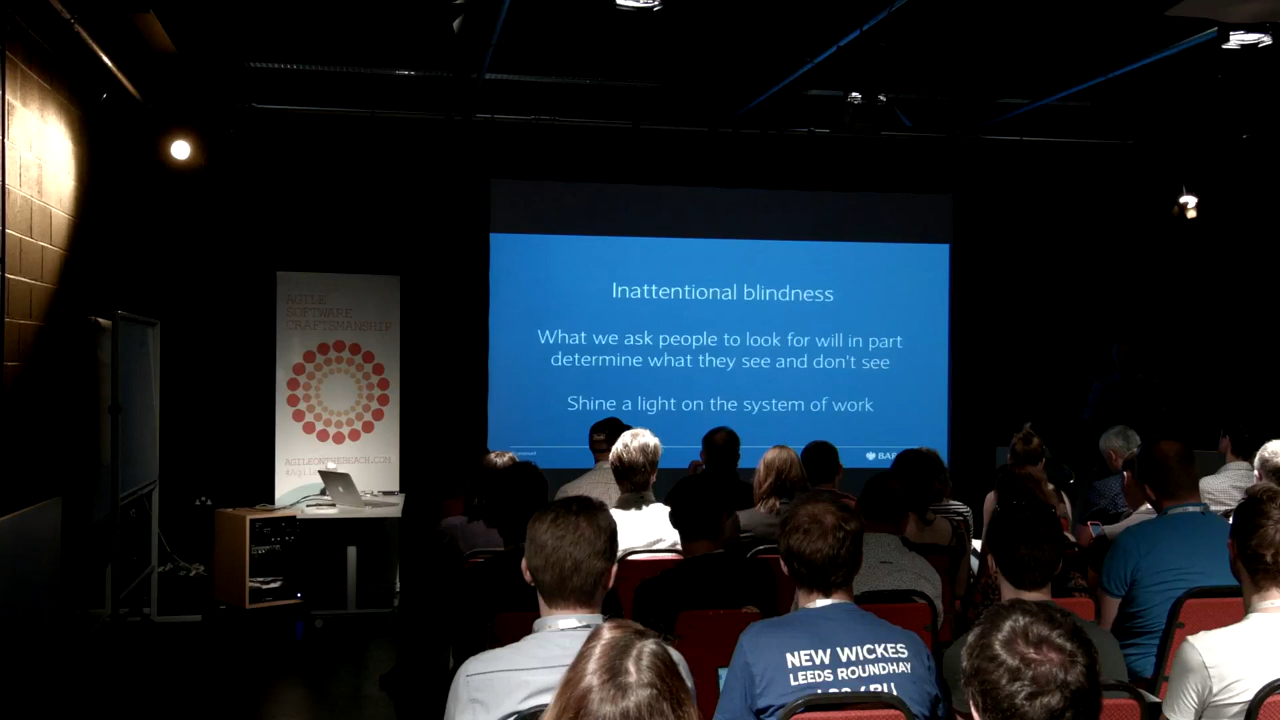 AGILE
SOFTWARE
CRAFTSMANSHIP
AGILEONTHEBEACH.COM
Inattentional blindness
What we ask people to look for will in part
determine what they see and don't see
Shine a light on the system of work
NEW WICKES
LEEDS ROUNDHAY